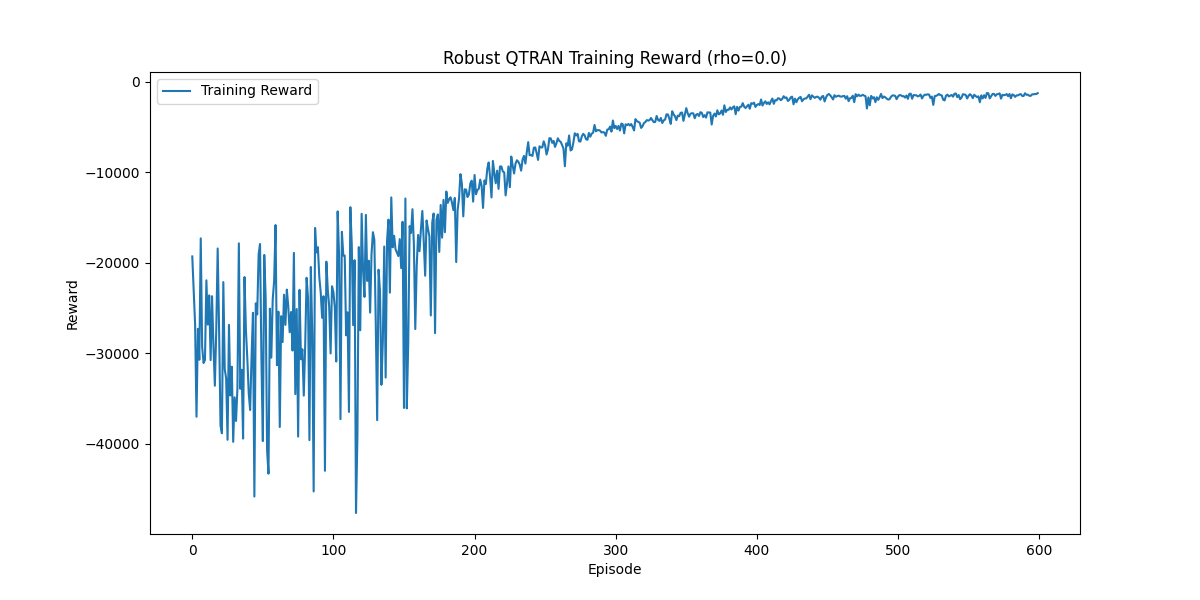 Robust QTRAN Training Reward (rho=0.0)
Training Reward
0
−10000
−20000
−30000
−40000
Reward
0 100 200 300 400 500 600
Episode